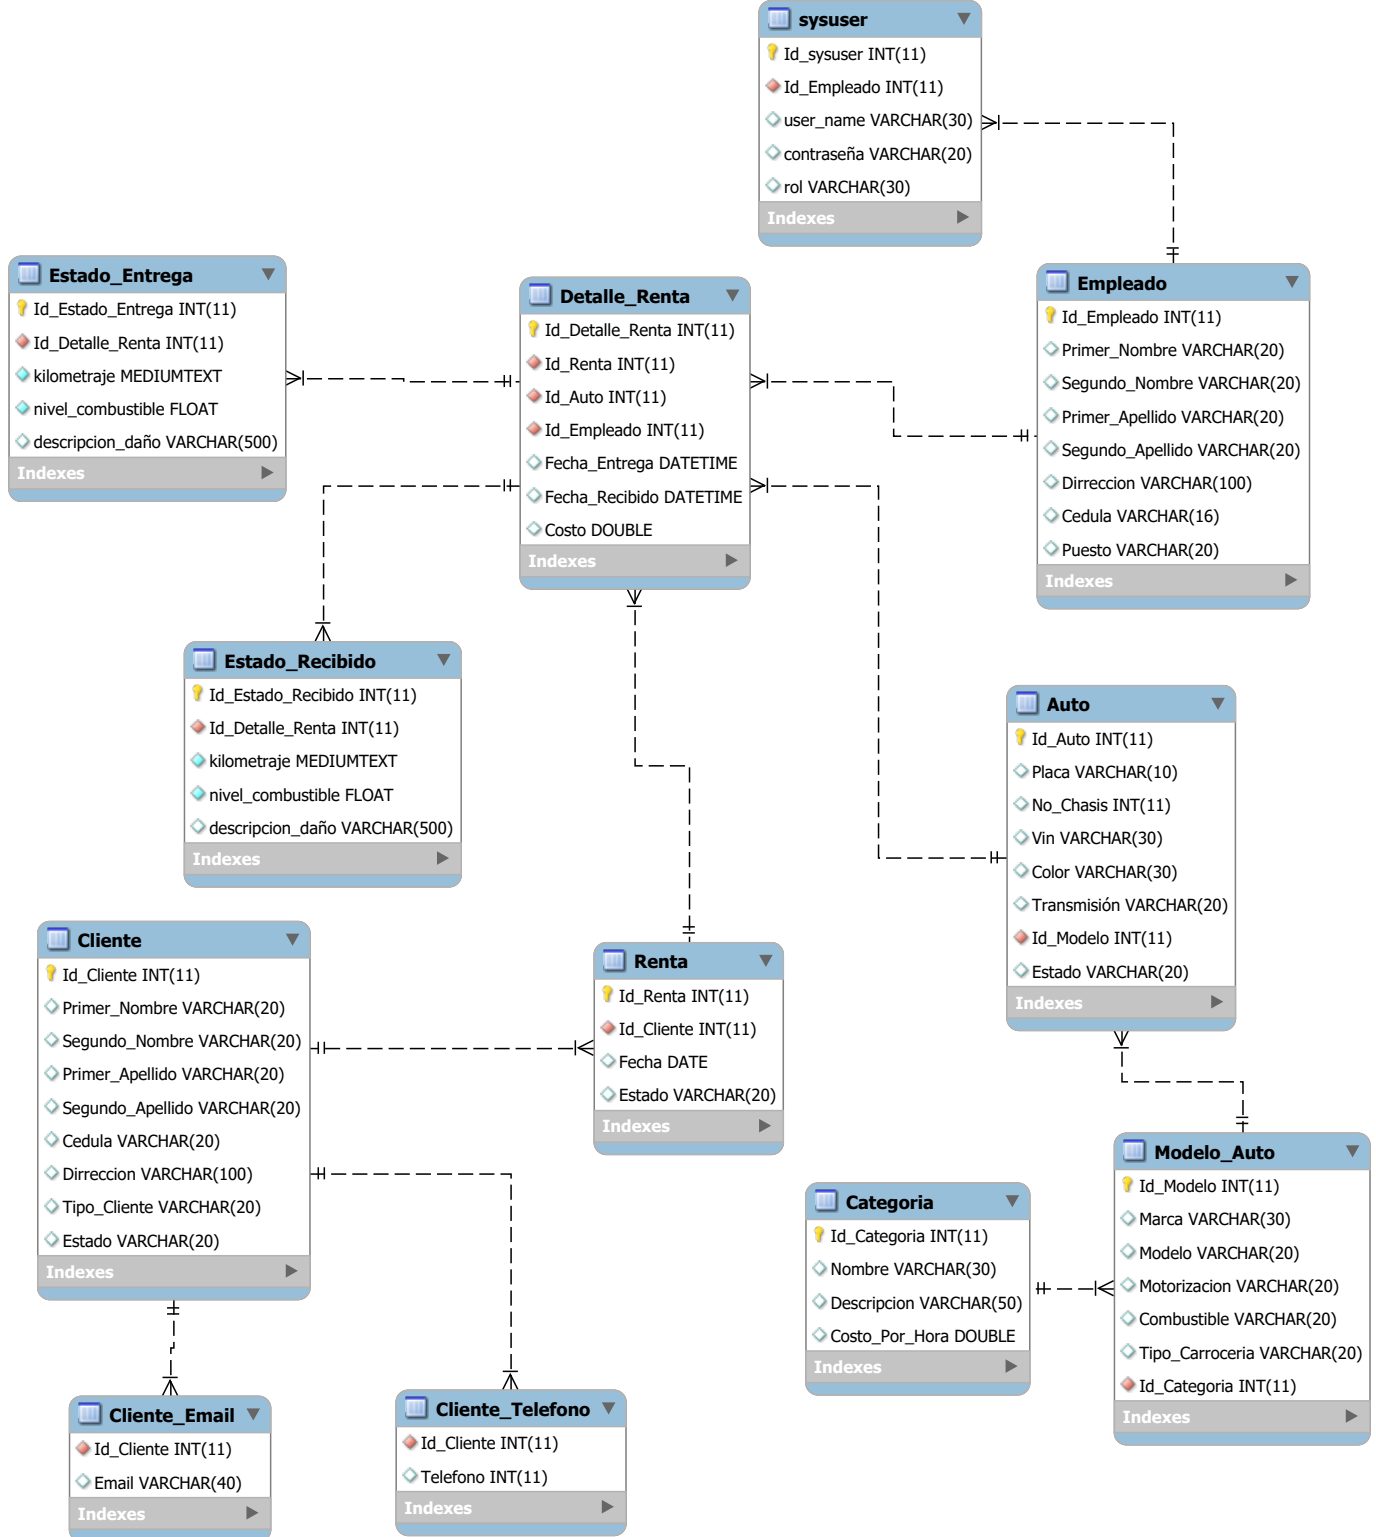 sysuser
Id_sysuser INT(11)
Id_Empleado INT(11)
user_name VARCHAR(30)
contraseña VARCHAR(20)
rol VARCHAR(30)
Indexes
Estado_Entrega
Id_Estado_Entrega INT(11)
Id_Detalle_Renta INT(11)
kilometraje MEDIUMTEXT
nivel_combustible FLOAT
descripcion_daño VARCHAR(500)
Indexes
Detalle_Renta
Id_Detalle_Renta INT(11)
Id_Renta INT(11)
Id_Auto INT(11)
Id_Empleado INT(11)
Fecha_Entrega DATETIME
Fecha_Recibido DATETIME
Costo DOUBLE
Indexes
Empleado
Id_Empleado INT(11)
Primer_Nombre VARCHAR(20)
Segundo_Nombre VARCHAR(20)
Primer_Apellido VARCHAR(20)
Segundo_Apellido VARCHAR(20)
Dirreccion VARCHAR(100)
Cedula VARCHAR(16)
Puesto VARCHAR(20)
Indexes
Estado_Recibido
Id_Estado_Recibido INT(11)
Id_Detalle_Renta INT(11)
kilometraje MEDIUMTEXT
nivel_combustible FLOAT
descripcion_daño VARCHAR(500)
Indexes
Auto
Id_Auto INT(11)
Placa VARCHAR(10)
No_Chasis INT(11)
Vin VARCHAR(30)
Color VARCHAR(30)
Transmisión VARCHAR(20)
Id_Modelo INT(11)
Estado VARCHAR(20)
Indexes
Cliente
Id_Cliente INT(11)
Primer_Nombre VARCHAR(20)
Segundo_Nombre VARCHAR(20)
Primer_Apellido VARCHAR(20)
Segundo_Apellido VARCHAR(20)
Cedula VARCHAR(20)
Dirreccion VARCHAR(100)
Tipo_Cliente VARCHAR(20)
Estado VARCHAR(20)
Indexes
Renta
Id_Renta INT(11)
Id_Cliente INT(11)
Fecha DATE
Estado VARCHAR(20)
Indexes
Modelo_Auto
Id_Modelo INT(11)
Marca VARCHAR(30)
Modelo VARCHAR(20)
Motorizacion VARCHAR(20)
Combustible VARCHAR(20)
Tipo_Carroceria VARCHAR(20)
Id_Categoria INT(11)
Indexes
Categoria
Id_Categoria INT(11)
Nombre VARCHAR(30)
Descripcion VARCHAR(50)
Costo_Por_Hora DOUBLE
Indexes
Cliente_Email
Id_Cliente INT(11)
Email VARCHAR(40)
Indexes
Cliente_Telefono
Id_Cliente INT(11)
Telefono INT(11)
Indexes